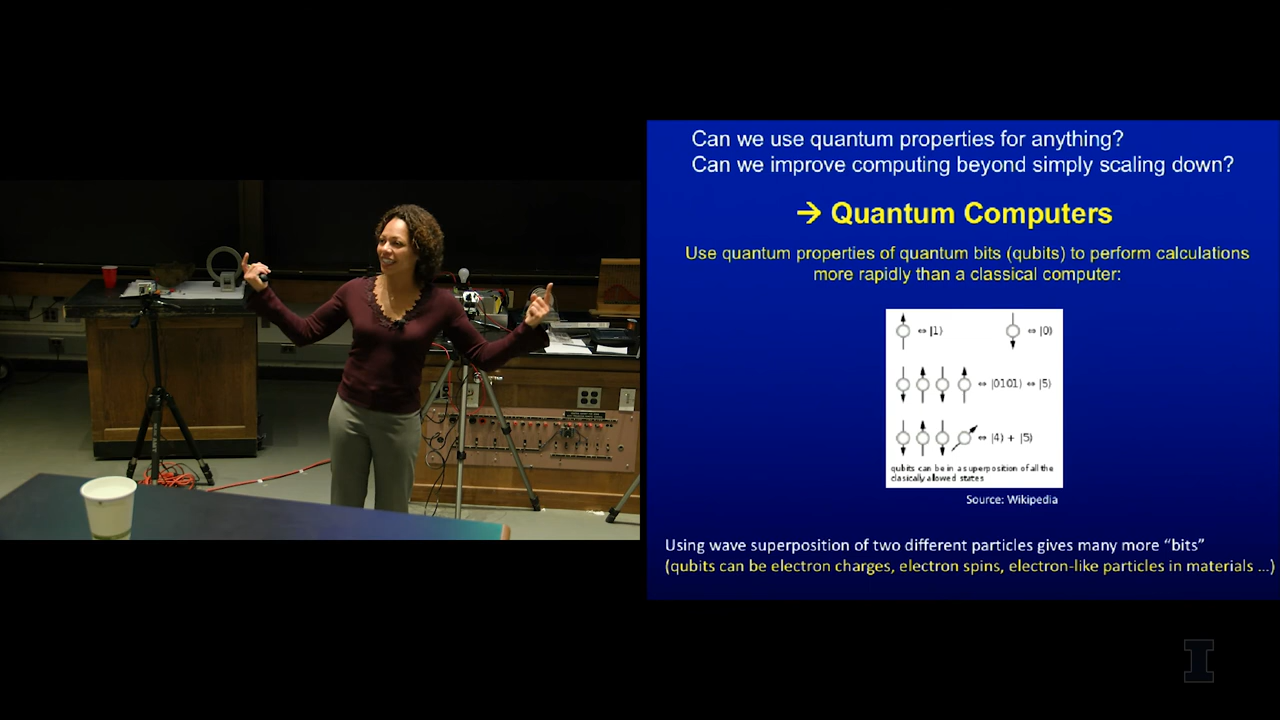 Can we use quantum properties for anything?
Can we improve computing beyond simply scaling down?
→ Quantum Computers
Use quantum properties of quantum bits (qubits) to perform calculations
more rapidly than a classical computer:
⇔ |1⟩ ⇔ |0⟩
⇔ |0101⟩ ⇔ |5⟩
⇔ |4⟩ + |5⟩
qubits can be in a superposition of all the
clasically allowed states
Source: Wikipedia
Using wave superposition of two different particles gives many more “bits”
(qubits can be electron charges, electron spins, electron-like particles in materials ...)
I